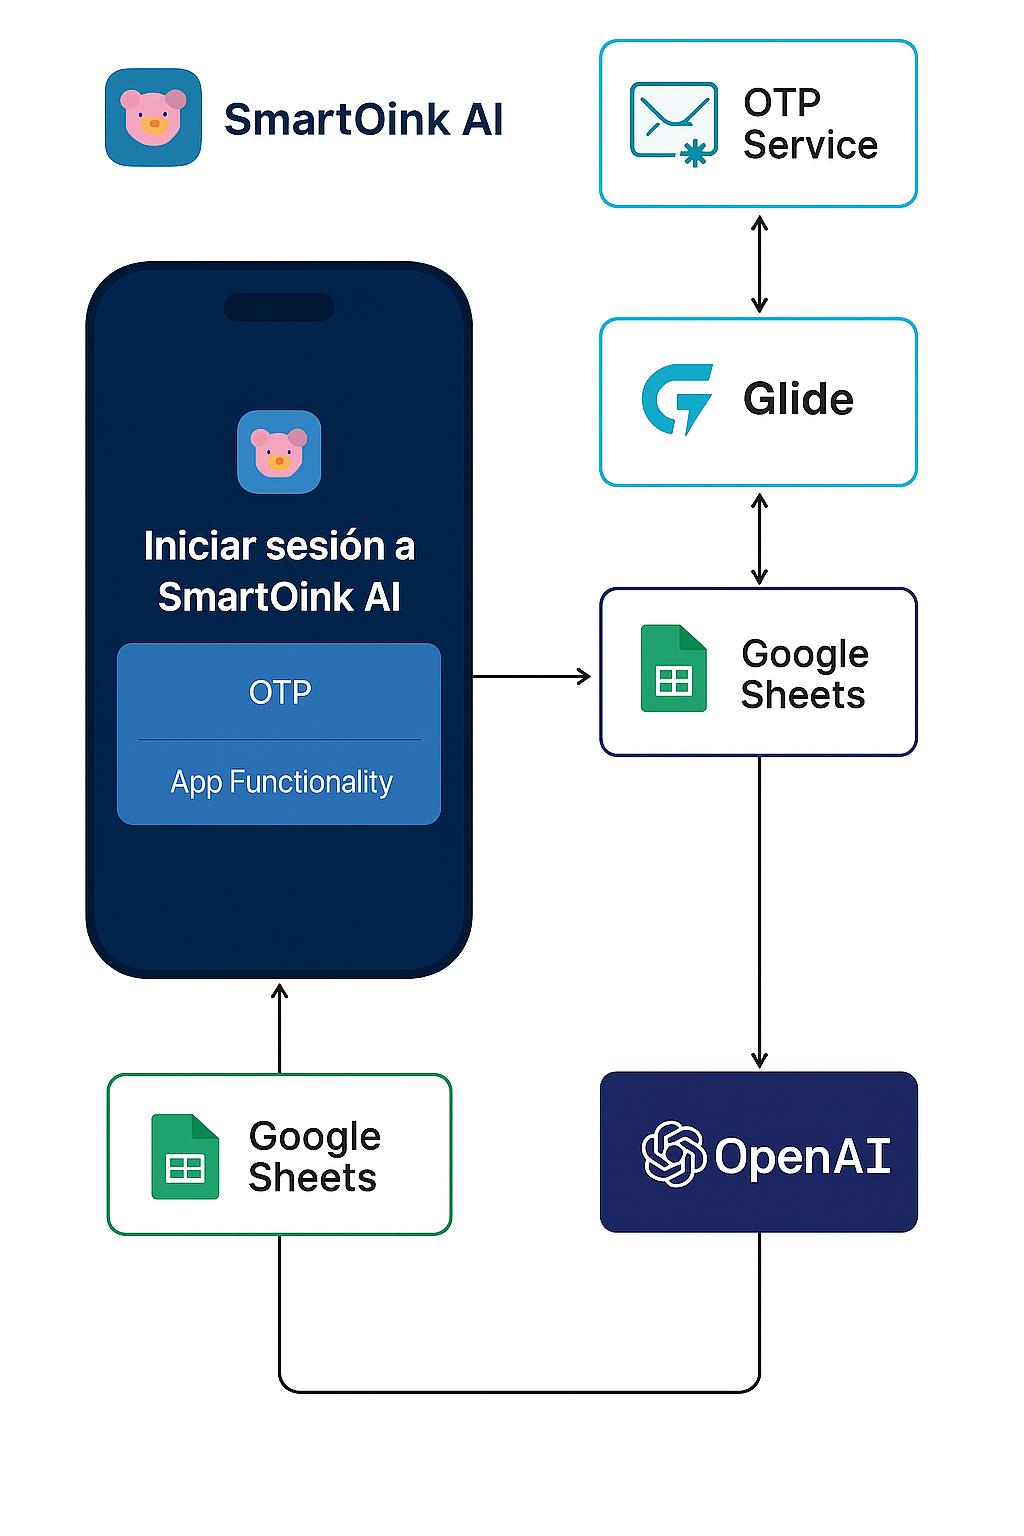 SmartOink AI
OTP
Service
Glide
Iniciar sesión a
SmartOink AI
OTP
App Functionality
Google
Sheets
Google
Sheets
OpenAI